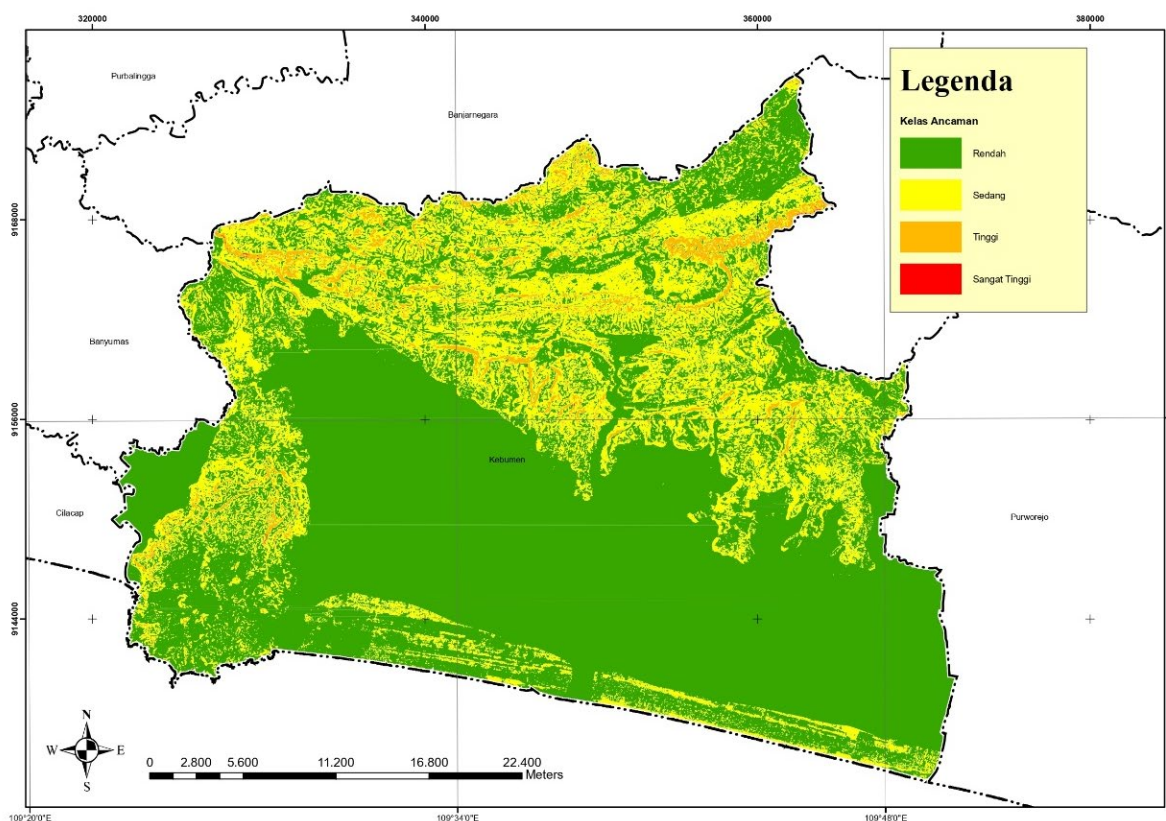 320000
340000
360000
380000
Purbalingga
Banjarnegara
Legenda
Kelas Ancaman
Rendah
Sedang
Tinggi
Sangat Tinggi
9168000
Banyumas
9156000
Kebumen
Cilacap
Purworejo
9144000
N
W E
S
0 2.800 5.600 11.200 16.800 22.400
Meters
109°20'0"E
109°34'0"E
109°48'0"E